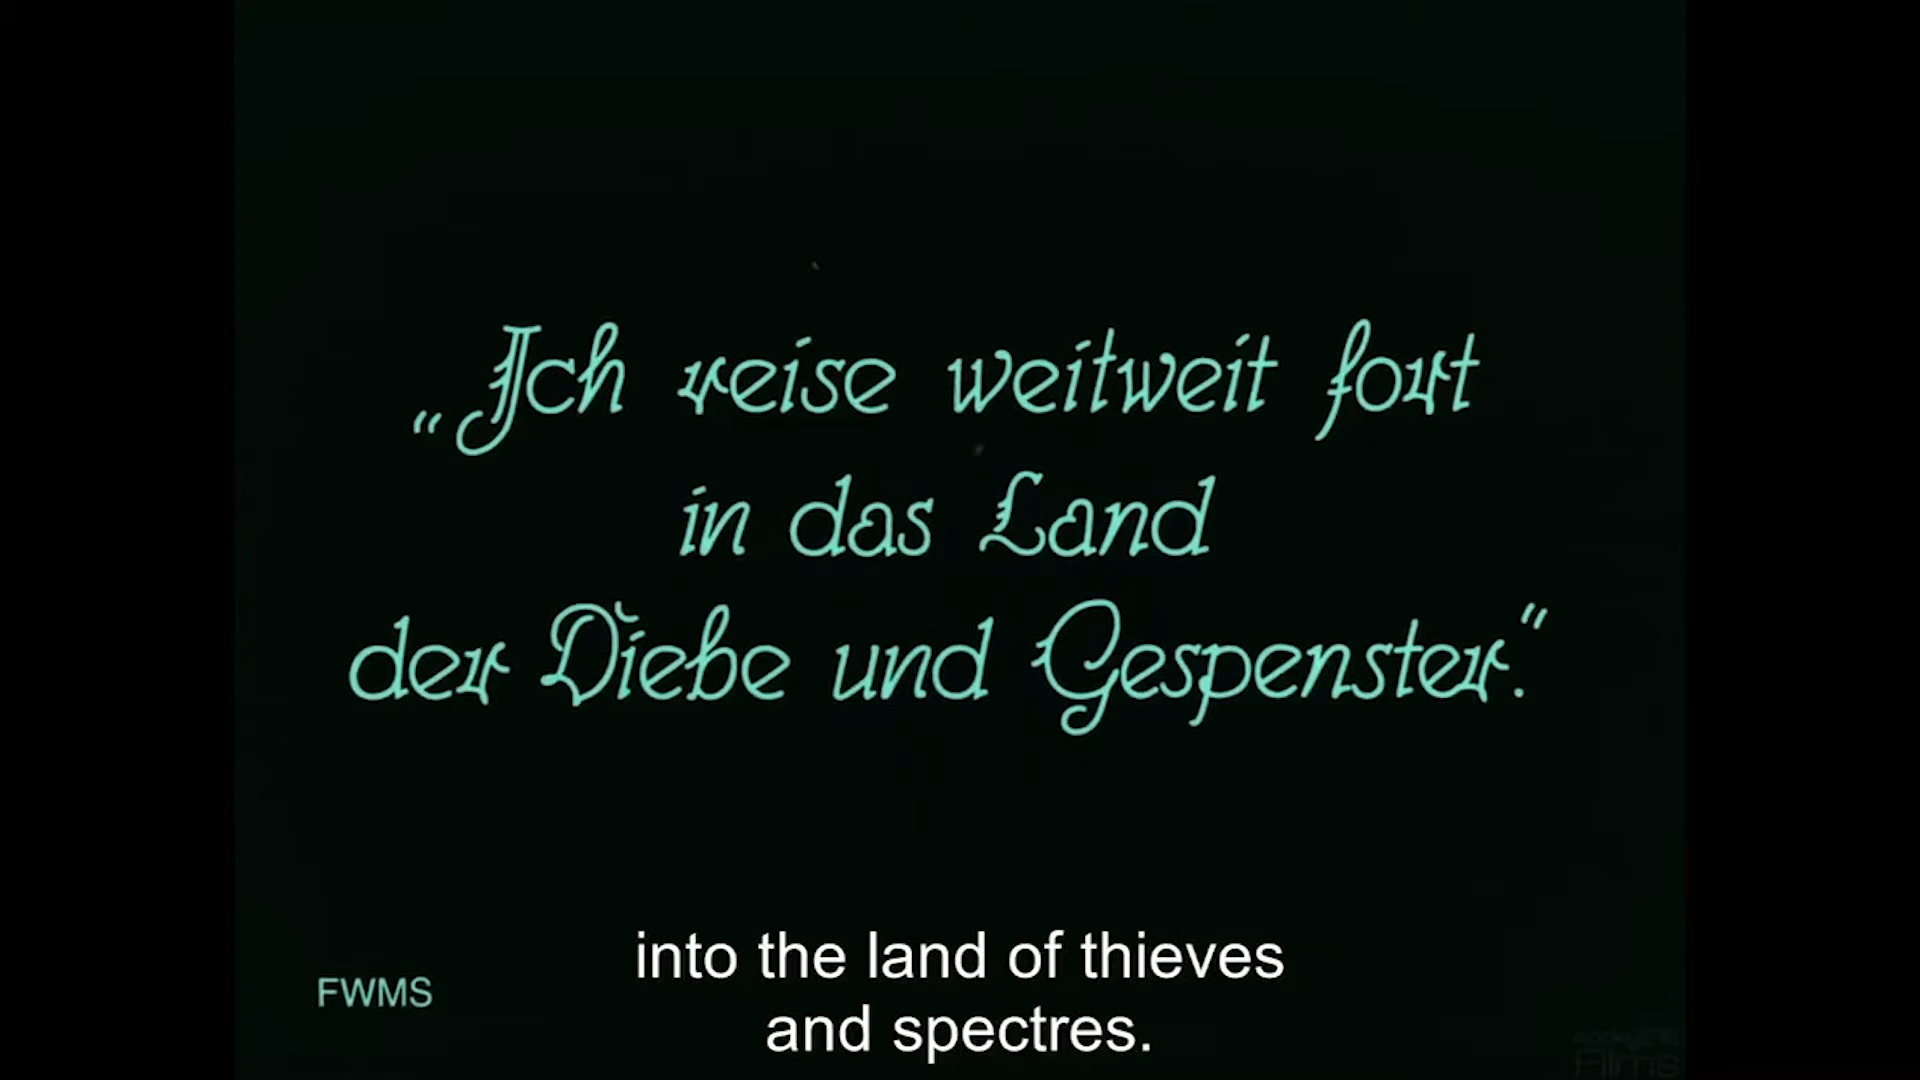 „Ich reise weitweit fort
in das Land
der Diebe und Gespenster.“
into the land of thieves
and spectres.
FWMS
Films